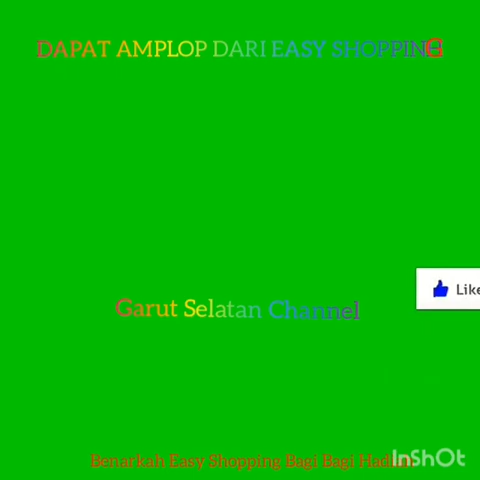 DAPAT AMPLOP DARI EASY SHOPPING
Like
Garut Selatan Channel
Benarkah Easy Shopping Bagi Bagi Hadiah
InShOt